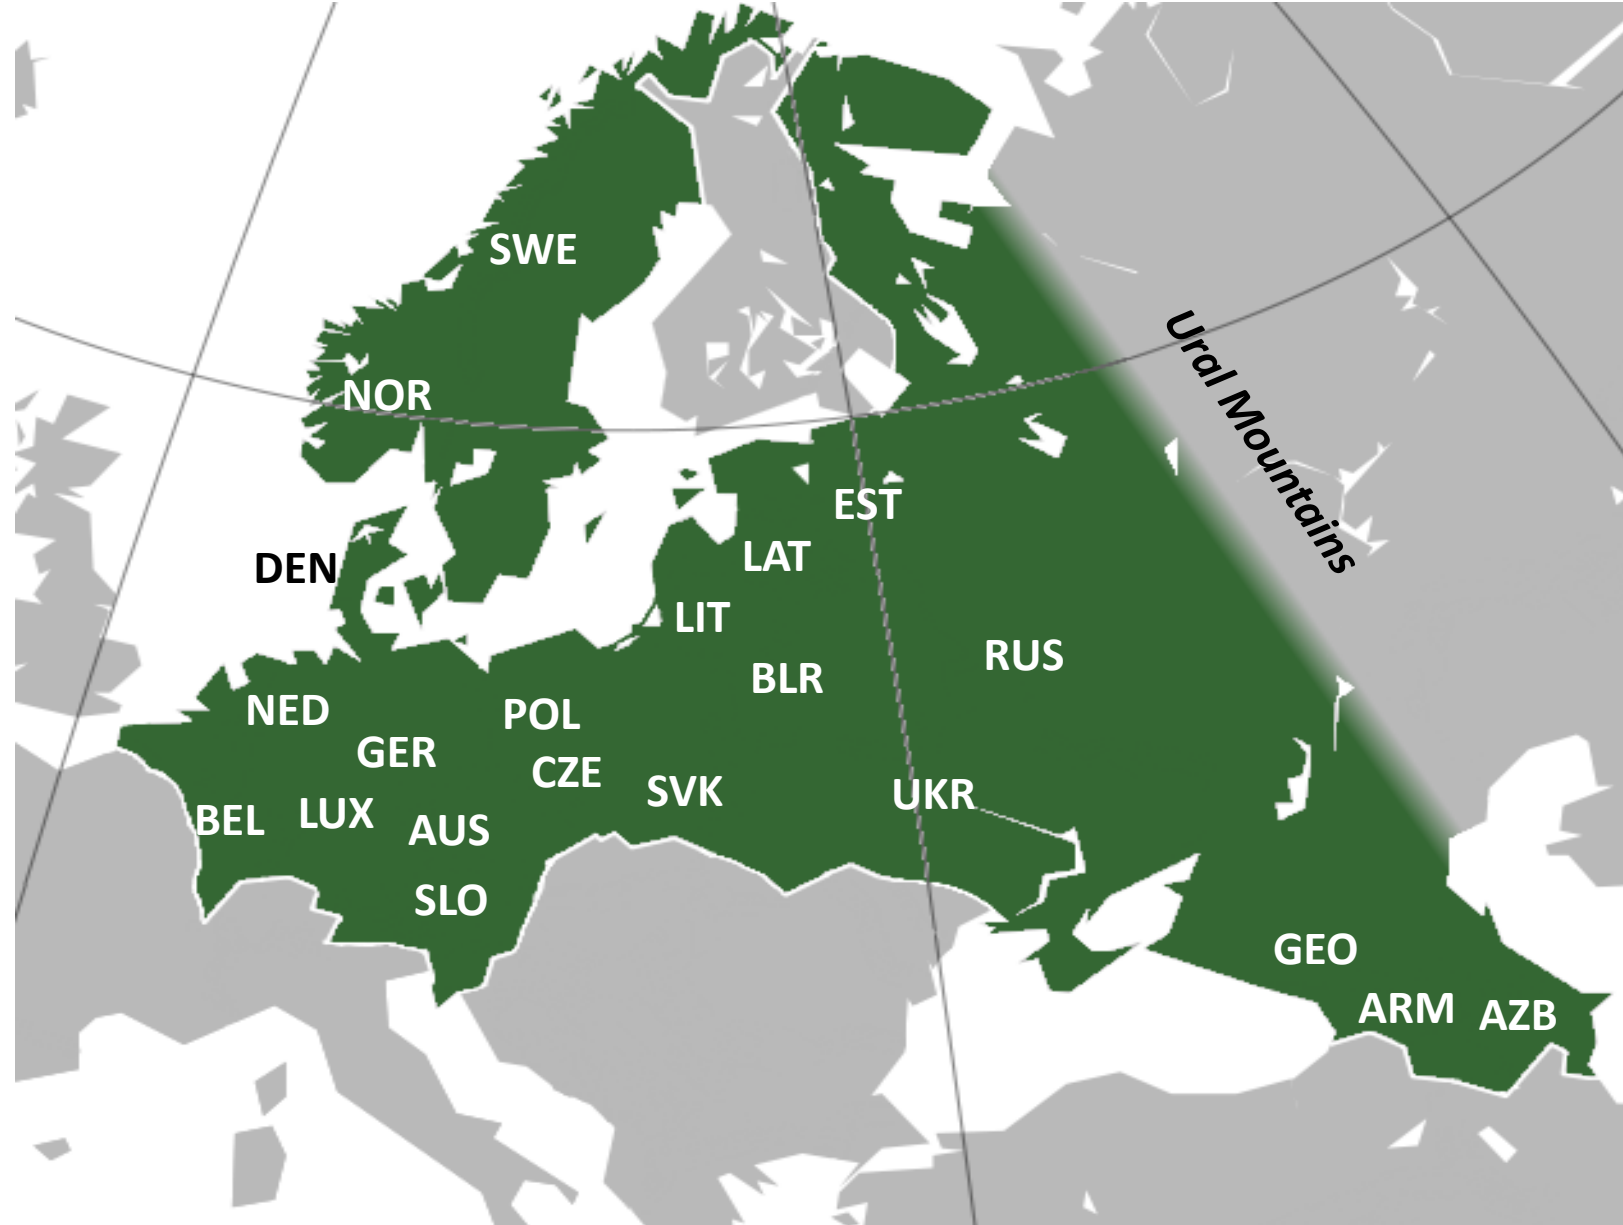 SWE
NOR
EST
LAT
DEN
LIT
BLR
RUS
NED
POL
GER
CZE
SVK
UKR
BEL
LUX
AUS
SLO
GEO
ARM
AZB
Ural Mountains